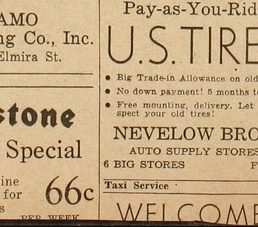 AMO
ng Co., Inc.
Elmira St.
stone
Special
ine
for 66c
s PER WEEK
Pay-as-You-Rid
U.S. TIRE
• Big Trade-in Allowance on old
• No down payment! 5 months to
• Free mounting, delivery. Let
spect your old tires!
NEVELOW BRO
AUTO SUPPLY STORES
6 BIG STORES F
Taxi Service
WELCOME